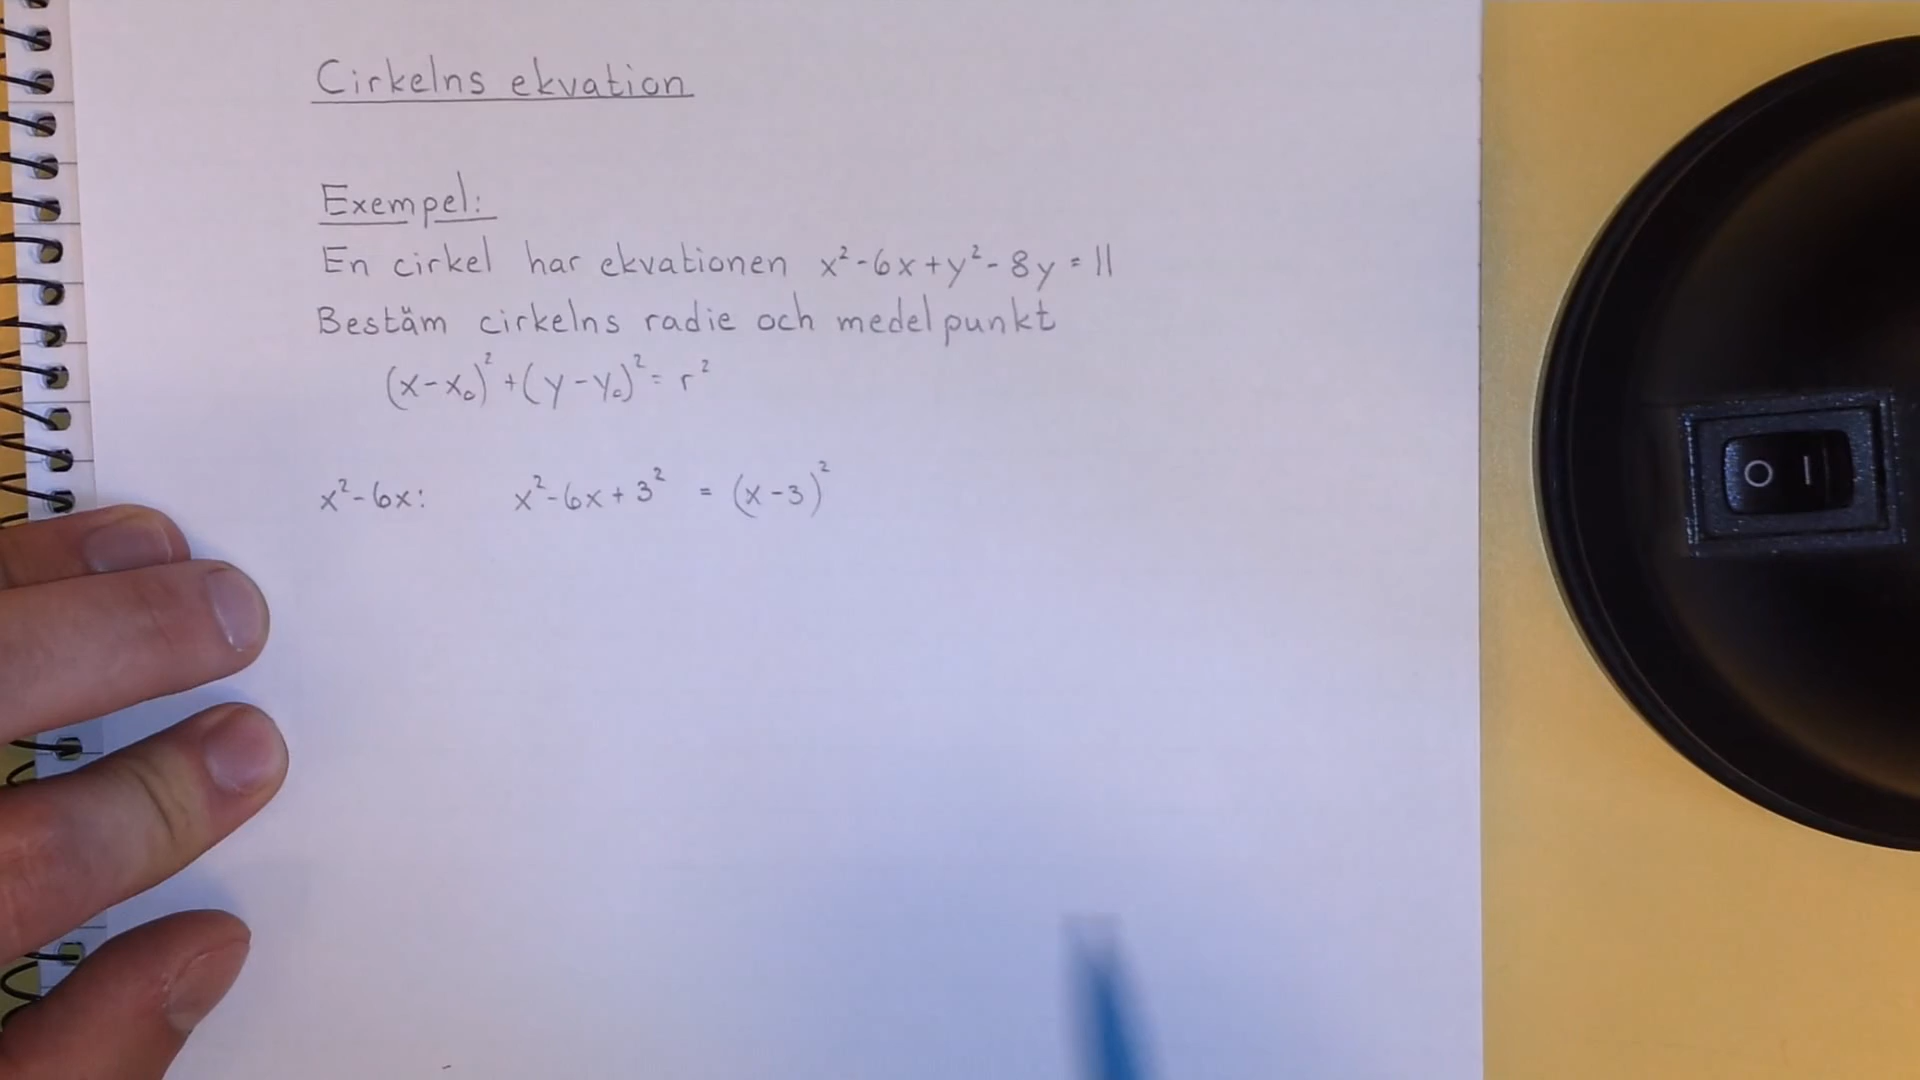 Cirkelns ekvation
Exempel:
En cirkel har ekvationen x²-6x+y²-8y=11
Bestäm cirkelns radie och medelpunkt
(x-x₀)²+(y-y₀)²=r²
x²-6x: x²-6x+3² = (x-3)²
O I